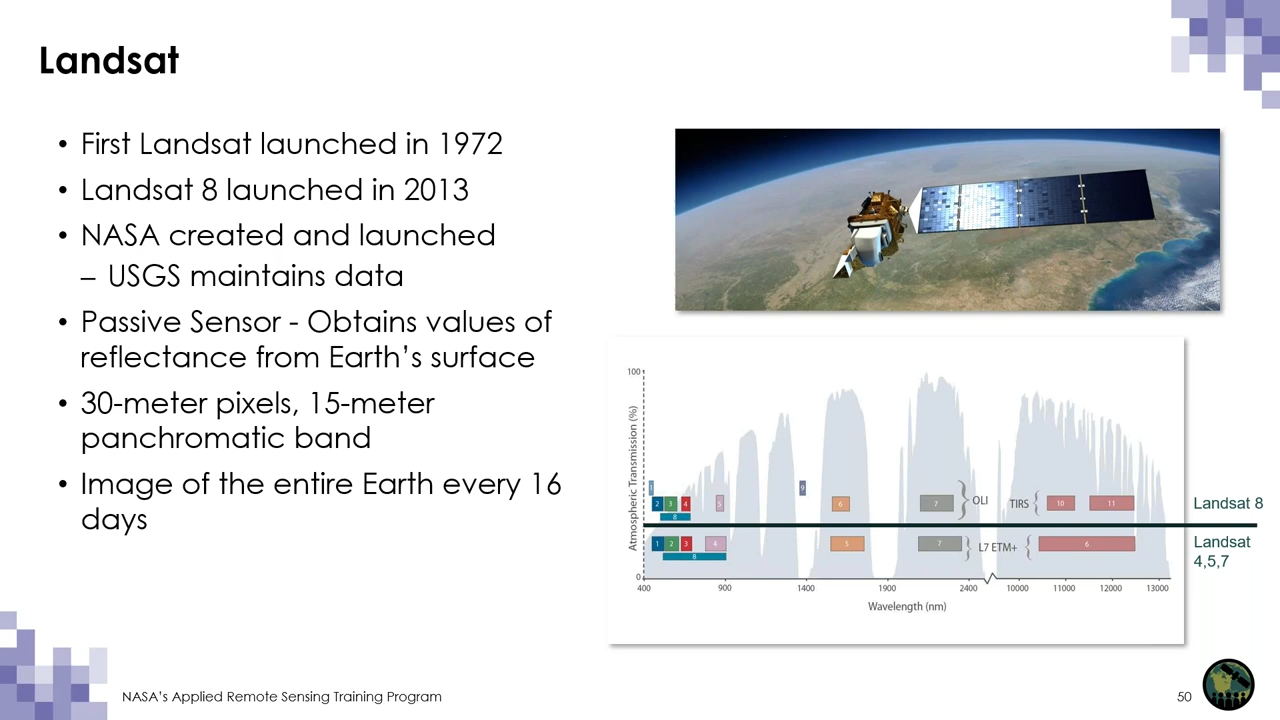 Landsat
• First Landsat launched in 1972
• Landsat 8 launched in 2013
• NASA created and launched
– USGS maintains data
• Passive Sensor - Obtains values of
reflectance from Earth’s surface
• 30-meter pixels, 15-meter
panchromatic band
• Image of the entire Earth every 16
days
Atmospheric Transmission (%)
100
0
1
9
2 3 4 5 6 7 OLI TIRS 10 11
8
Landsat 8
1 2 3 4 5 7 L7 ETM+ 6
8
Landsat
4,5,7
400 900 1400 1900 2400 10000 11000 12000 13000
Wavelength (nm)
NASA’s Applied Remote Sensing Training Program
50